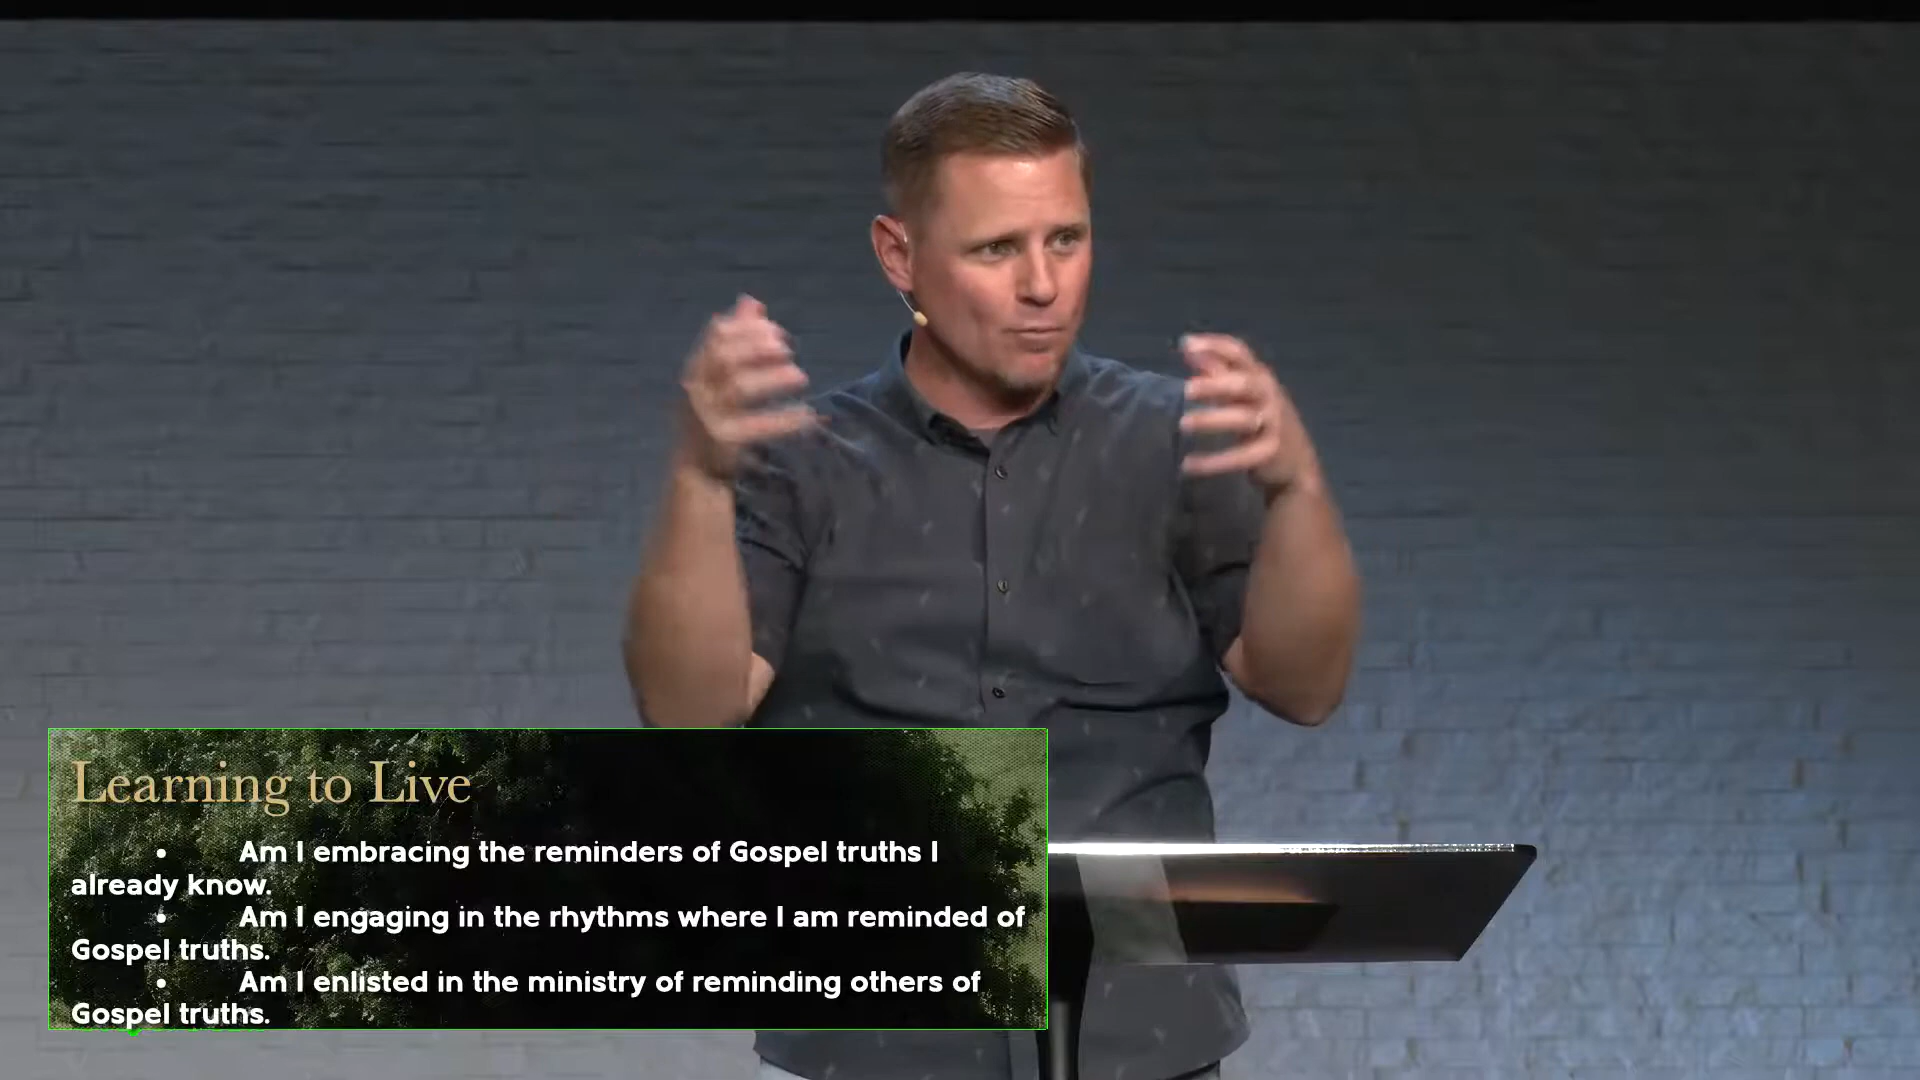 Learning to Live
• Am I embracing the reminders of Gospel truths I
already know.
• Am I engaging in the rhythms where I am reminded of
Gospel truths.
• Am I enlisted in the ministry of reminding others of
Gospel truths.